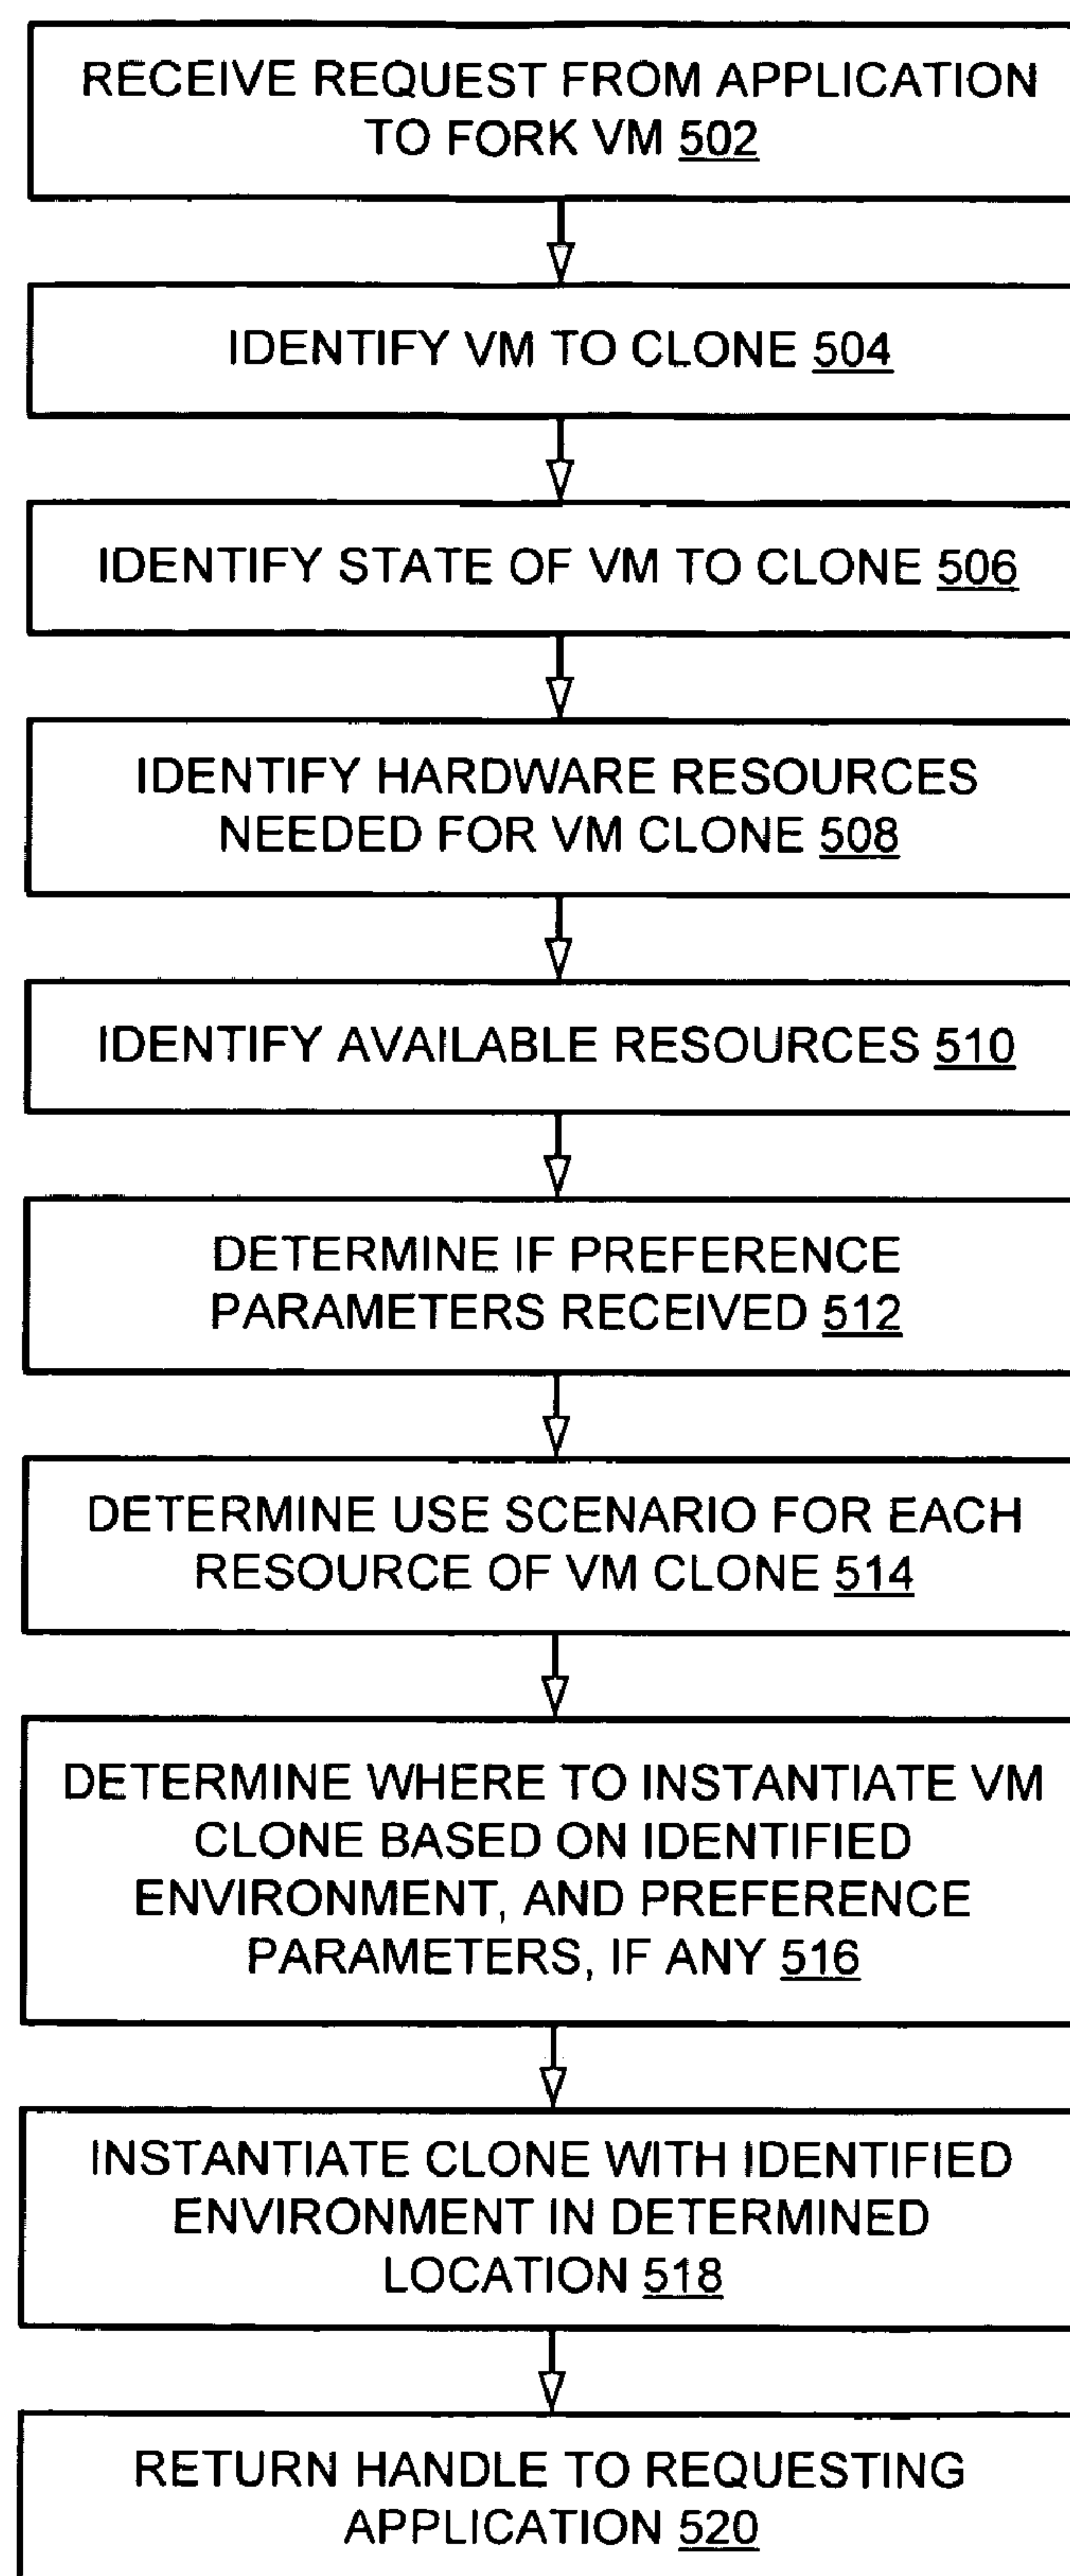 RECEIVE REQUEST FROM APPLICATION
TO FORK VM 502
IDENTIFY VM TO CLONE 504
IDENTIFY STATE OF VM TO CLONE 506
IDENTIFY HARDWARE RESOURCES
NEEDED FOR VM CLONE 508
IDENTIFY AVAILABLE RESOURCES 510
DETERMINE IF PREFERENCE
PARAMETERS RECEIVED 512
DETERMINE USE SCENARIO FOR EACH
RESOURCE OF VM CLONE 514
DETERMINE WHERE TO INSTANTIATE VM
CLONE BASED ON IDENTIFIED
ENVIRONMENT, AND PREFERENCE
PARAMETERS, IF ANY 516
INSTANTIATE CLONE WITH IDENTIFIED
ENVIRONMENT IN DETERMINED
LOCATION 518
RETURN HANDLE TO REQUESTING
APPLICATION 520